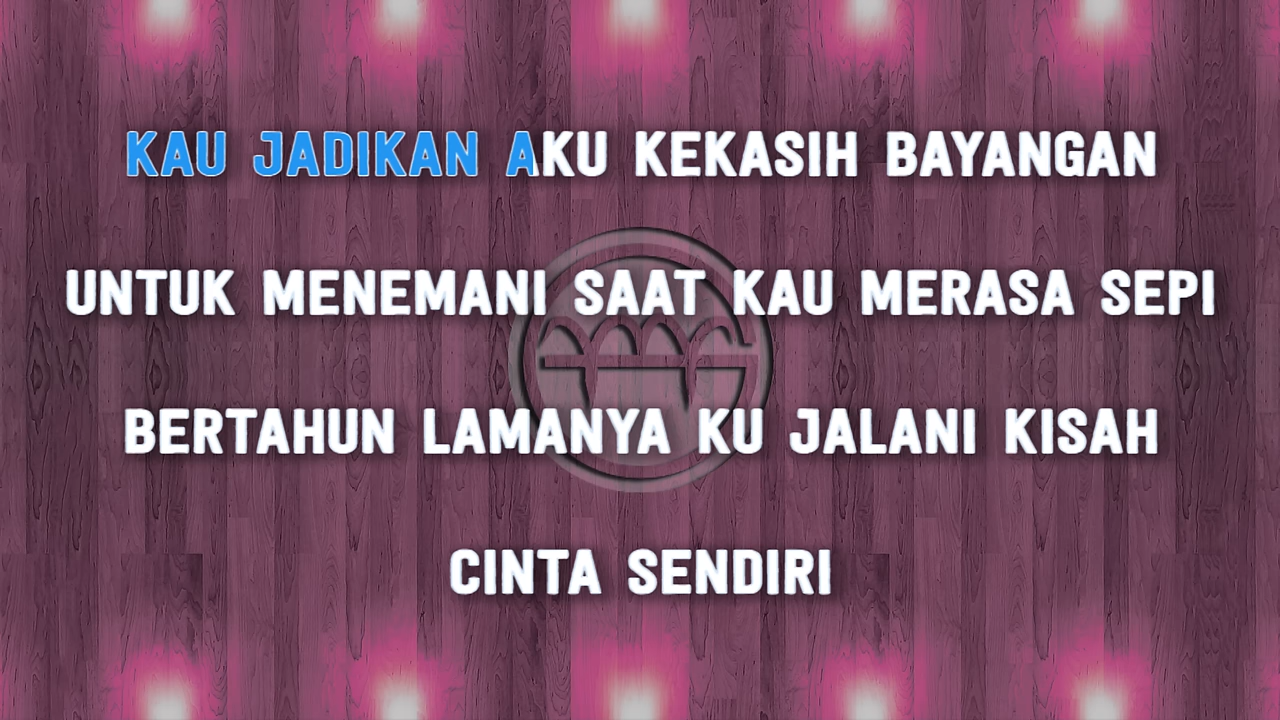 KAU JADIKAN AKU KEKASIH BAYANGAN
UNTUK MENEMANI SAAT KAU MERASA SEPI
BERTAHUN LAMANYA KU JALANI KISAH
CINTA SENDIRI